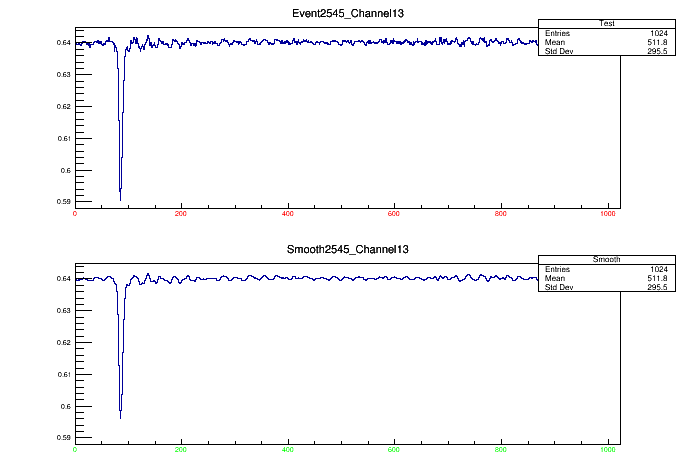 Event2545_Channel13
Test
Entries 1024
Mean 511.8
Std Dev 295.5
0.64
0.63
0.62
0.61
0.6
0.59
0 200 400 600 800 1000
Smooth2545_Channel13
Smooth
Entries 1024
Mean 511.8
Std Dev 295.5
0.64
0.63
0.62
0.61
0.6
0.59
0 200 400 600 800 1000